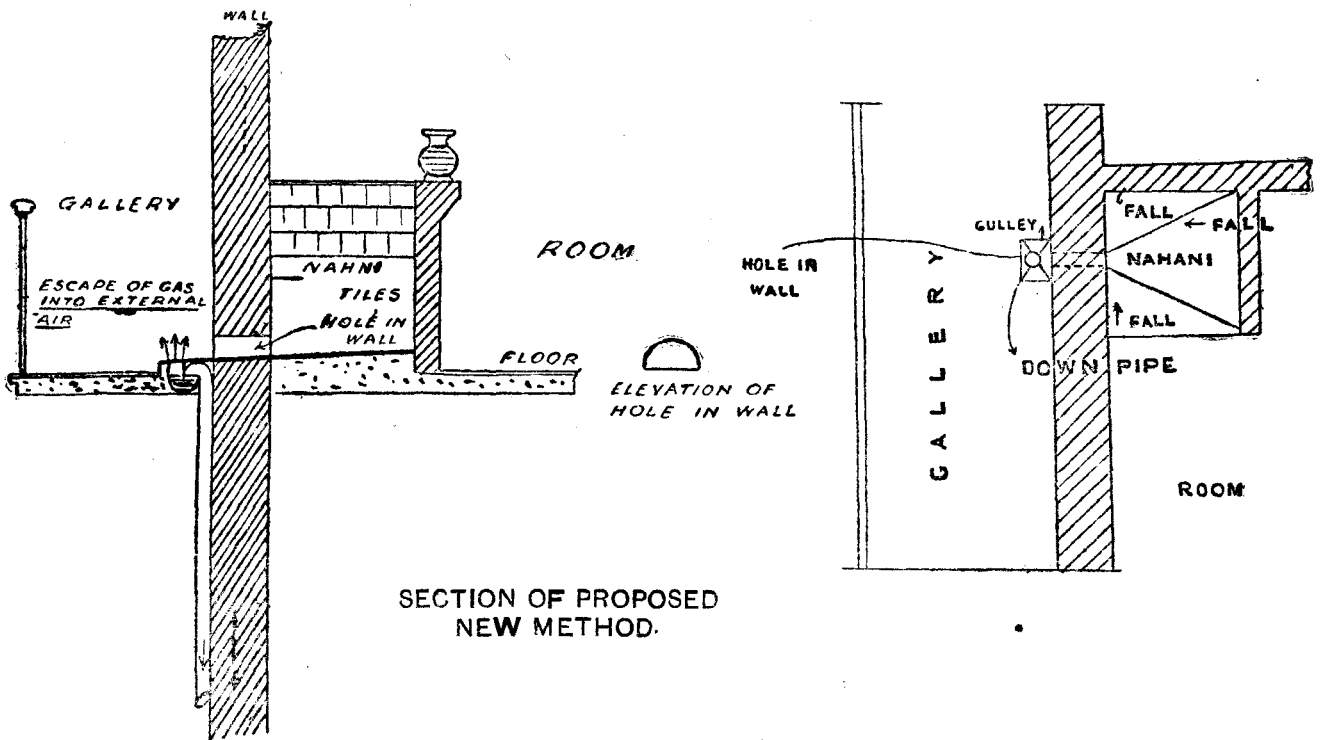 WALL
GALLERY
ESCAPE OF GAS
INTO EXTERNAL
AIR
NAHNI
TILES
HOLE IN
WALL
ROOM
FLOOR
ELEVATION OF
HOLE IN WALL
SECTION OF PROPOSED
NEW METHOD.
GULLEY
HOLE IN
WALL
GALLERY
FALL
FALL
NAHANI
FALL
DOWN PIPE
ROOM